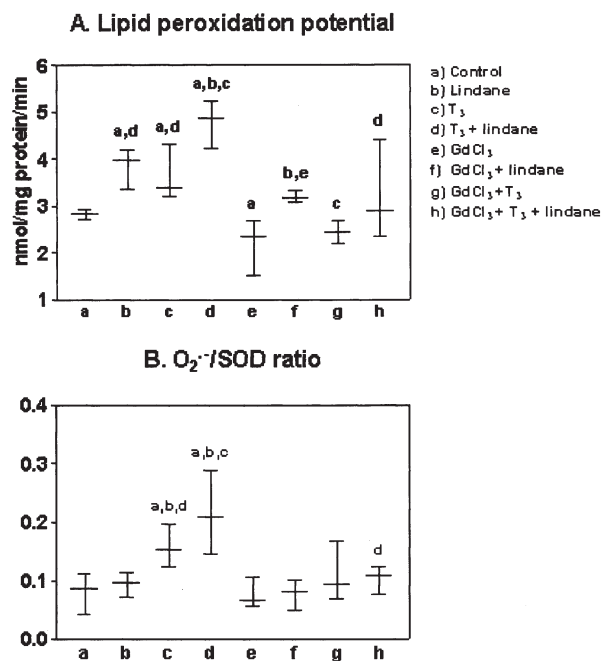 A. Lipid peroxidation potential
nmol/mg protein/min
6
5
4
3
2
1
a,d
a,d
a,b,c
a
b,e
c
d
a b c d e f g h
a) Control
b) Lindane
c) T₃
d) T₃ + lindane
e) GdCl₃
f) GdCl₃ + lindane
g) GdCl₃+T₃
h) GdCl₃+ T₃ + lindane
B. O₂·⁻/SOD ratio
0.4
0.3
0.2
0.1
0.0
a,b,d
a,b,c
d
a b c d e f g h